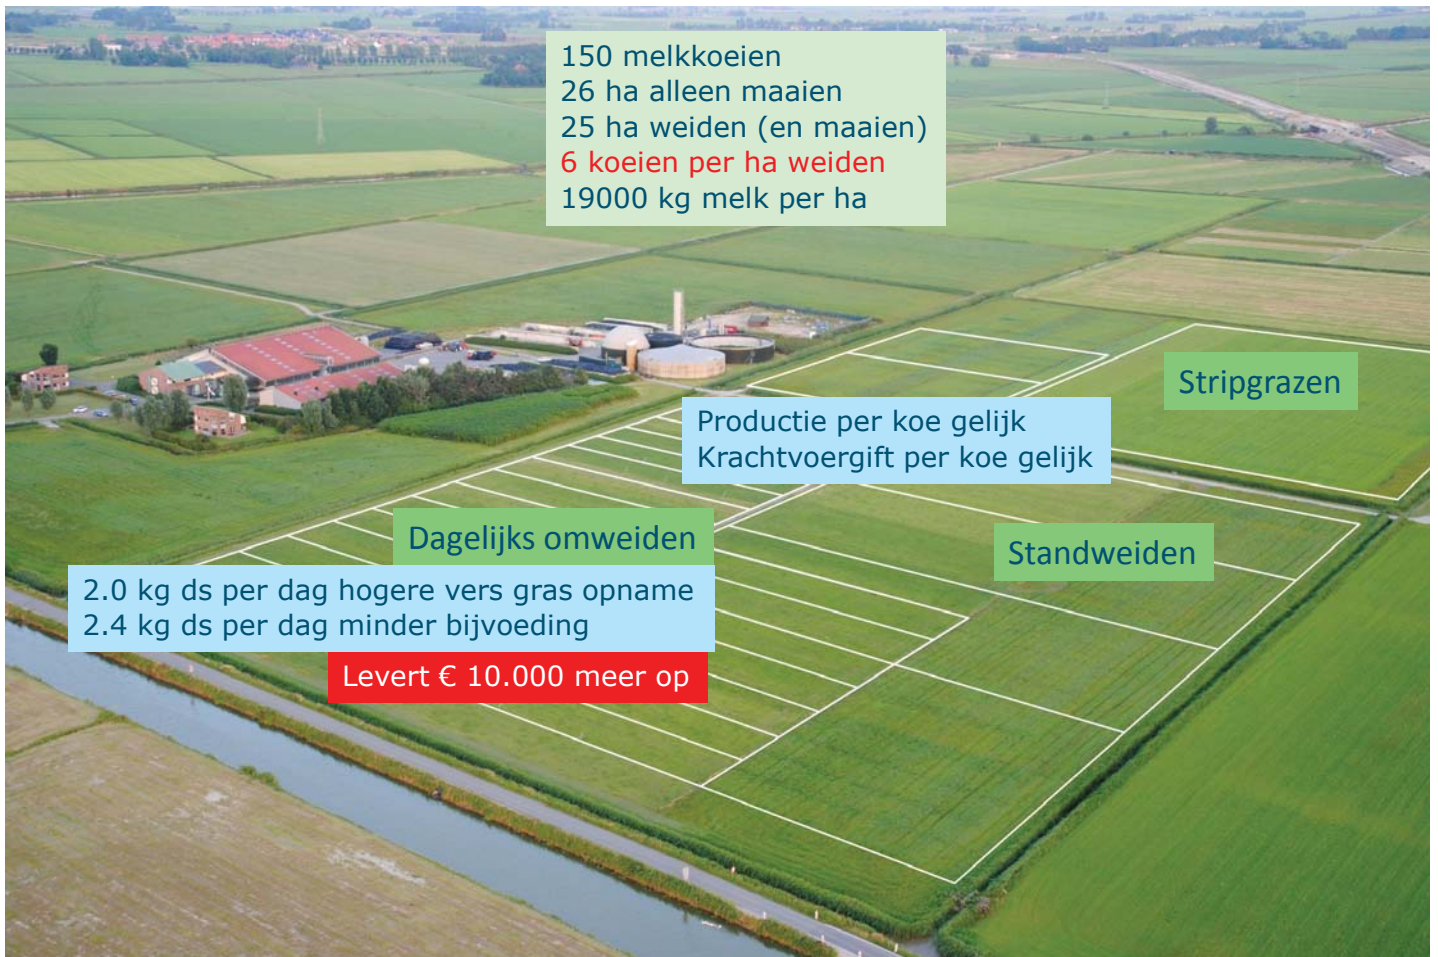 150 melkkoeien
26 ha alleen maaien
25 ha weiden (en maaien)
6 koeien per ha weiden
19000 kg melk per ha
Stripgrazen
Productie per koe gelijk
Krachtvoergift per koe gelijk
Dagelijks omweiden
Standweiden
2.0 kg ds per dag hogere vers gras opname
2.4 kg ds per dag minder bijvoeding
Levert € 10.000 meer op